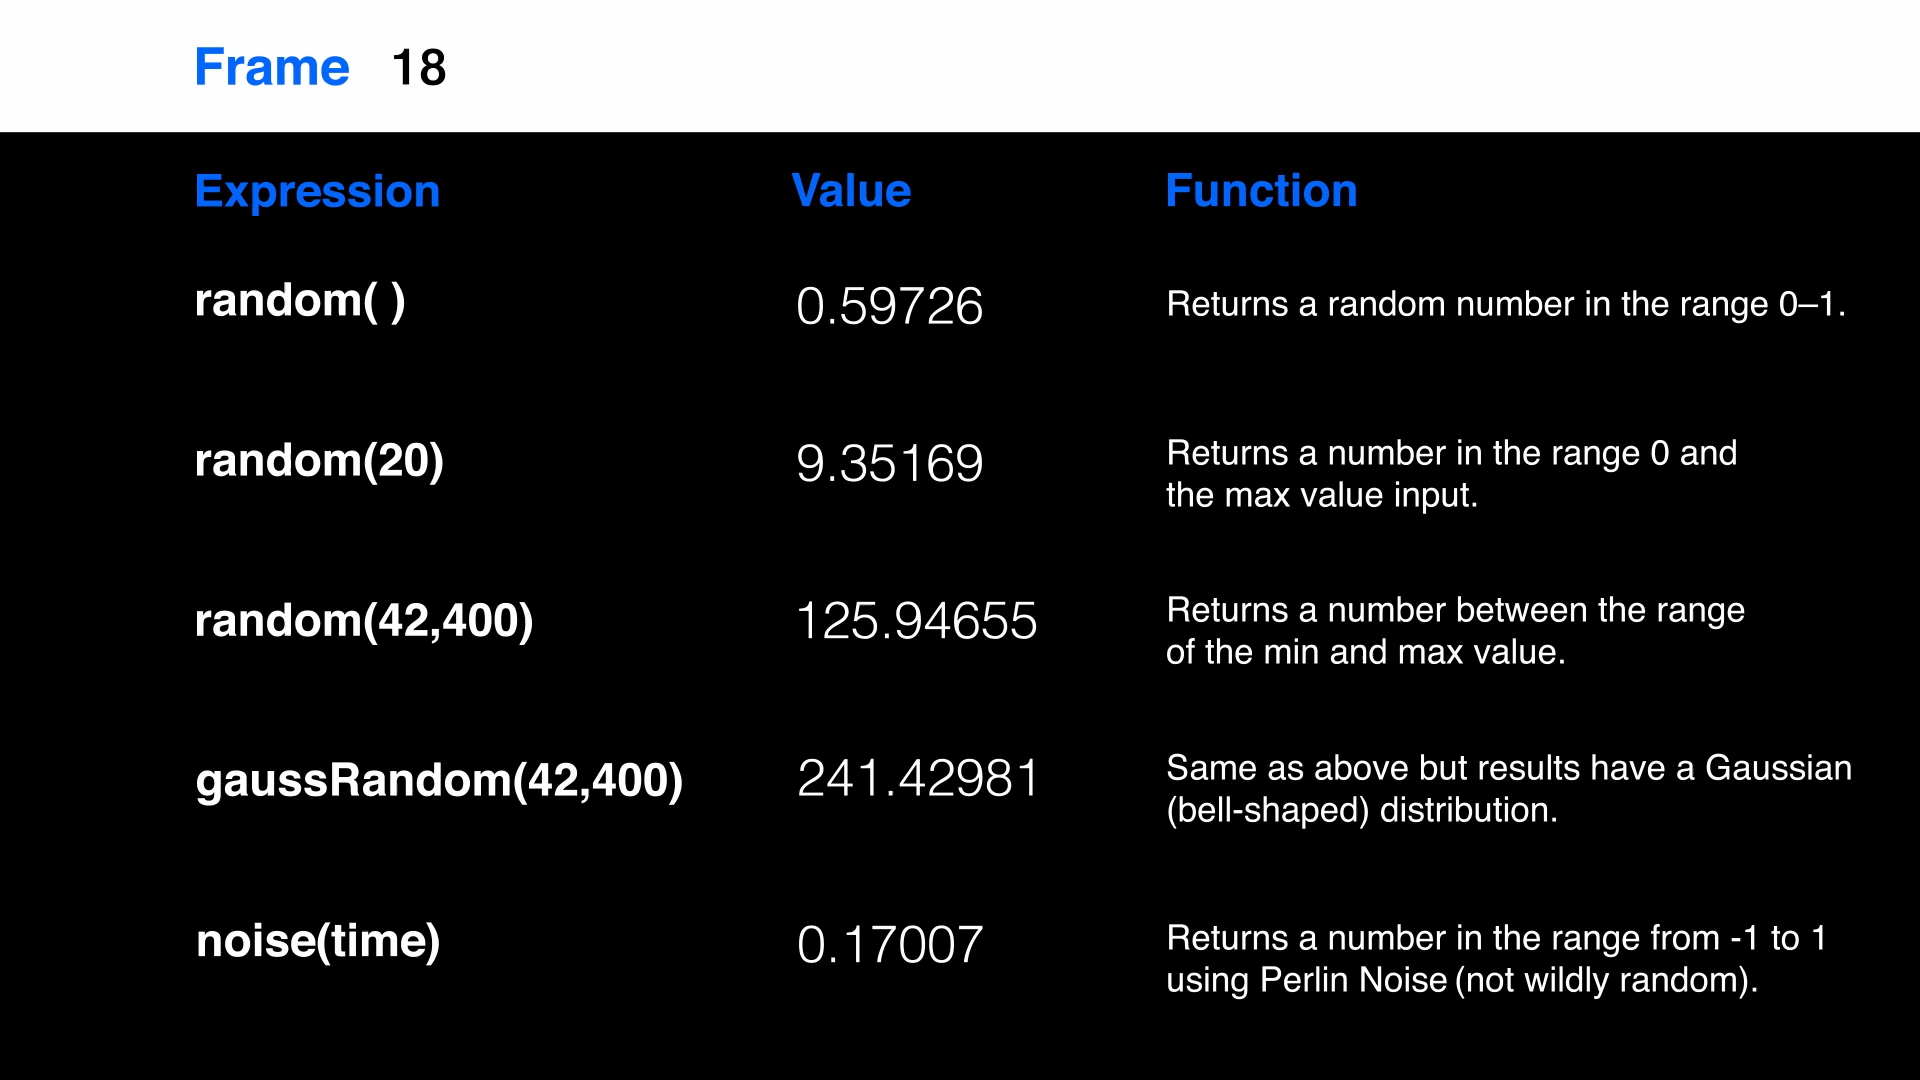 Frame 18
Expression Value Function
random( ) 0.59726 Returns a random number in the range 0–1.
random(20) 9.35169 Returns a number in the range 0 and
the max value input.
random(42,400) 125.94655 Returns a number between the range
of the min and max value.
gaussRandom(42,400) 241.42981 Same as above but results have a Gaussian
(bell-shaped) distribution.
noise(time) 0.17007 Returns a number in the range from -1 to 1
using Perlin Noise (not wildly random).